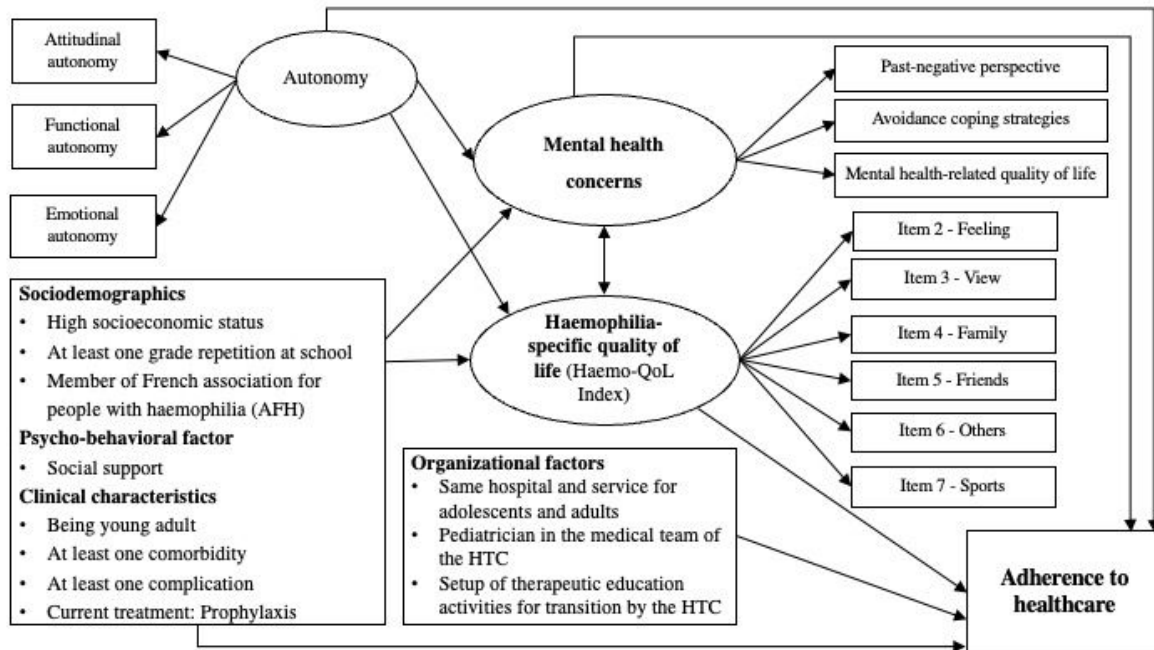 Attitudinal
autonomy
Functional
autonomy
Emotional
autonomy
Autonomy
Mental health
concerns
Past-negative perspective
Avoidance coping strategies
Mental health-related quality of life
Haemophilia-
specific quality of
life (Haemo-QoL
Index)
Item 2 - Feeling
Item 3 - View
Item 4 - Family
Item 5 - Friends
Item 6 - Others
Item 7 - Sports
Sociodemographics
• High socioeconomic status
• At least one grade repetition at school
• Member of French association for
people with haemophilia (AFH)
Psycho-behavioral factor
• Social support
Clinical characteristics
• Being young adult
• At least one comorbidity
• At least one complication
• Current treatment: Prophylaxis
Organizational factors
• Same hospital and service for
adolescents and adults
• Pediatrician in the medical team of
the HTC
• Setup of therapeutic education
activities for transition by the HTC
Adherence to
healthcare